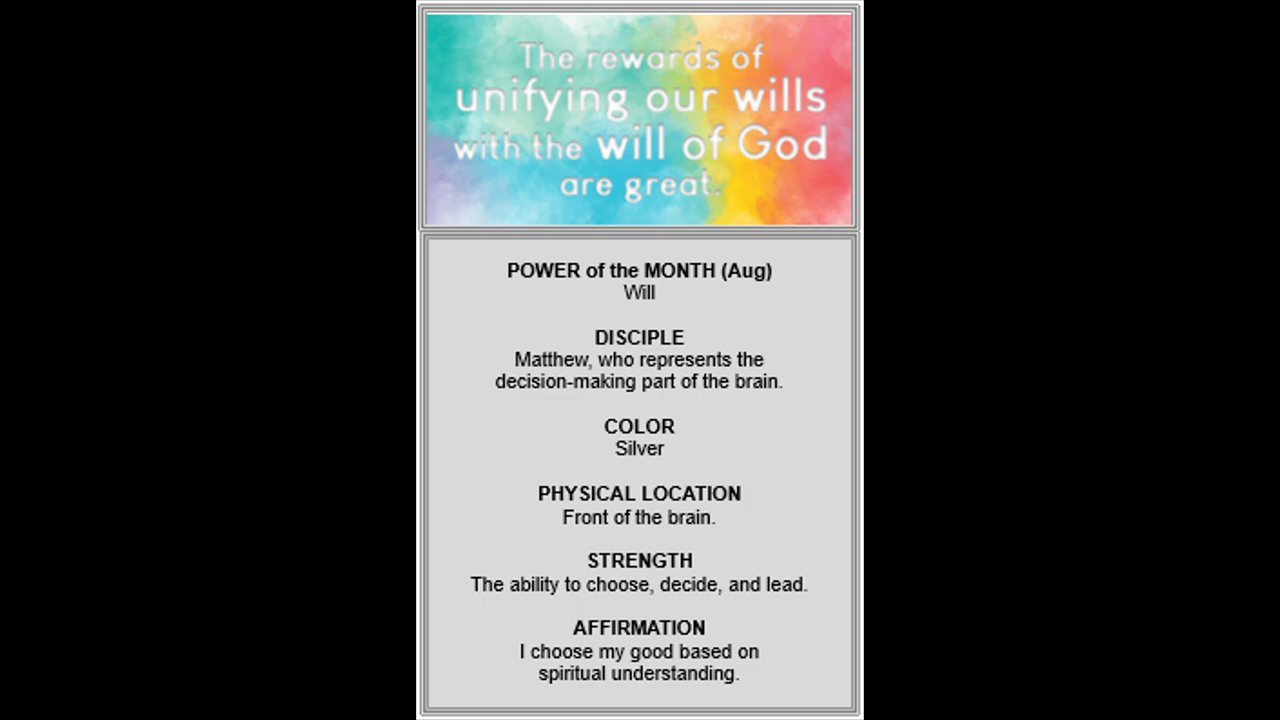 The rewards of
unifying our wills
with the will of God
are great.
POWER of the MONTH (Aug)
Will
DISCIPLE
Matthew, who represents the
decision-making part of the brain.
COLOR
Silver
PHYSICAL LOCATION
Front of the brain.
STRENGTH
The ability to choose, decide, and lead.
AFFIRMATION
I choose my good based on
spiritual understanding.